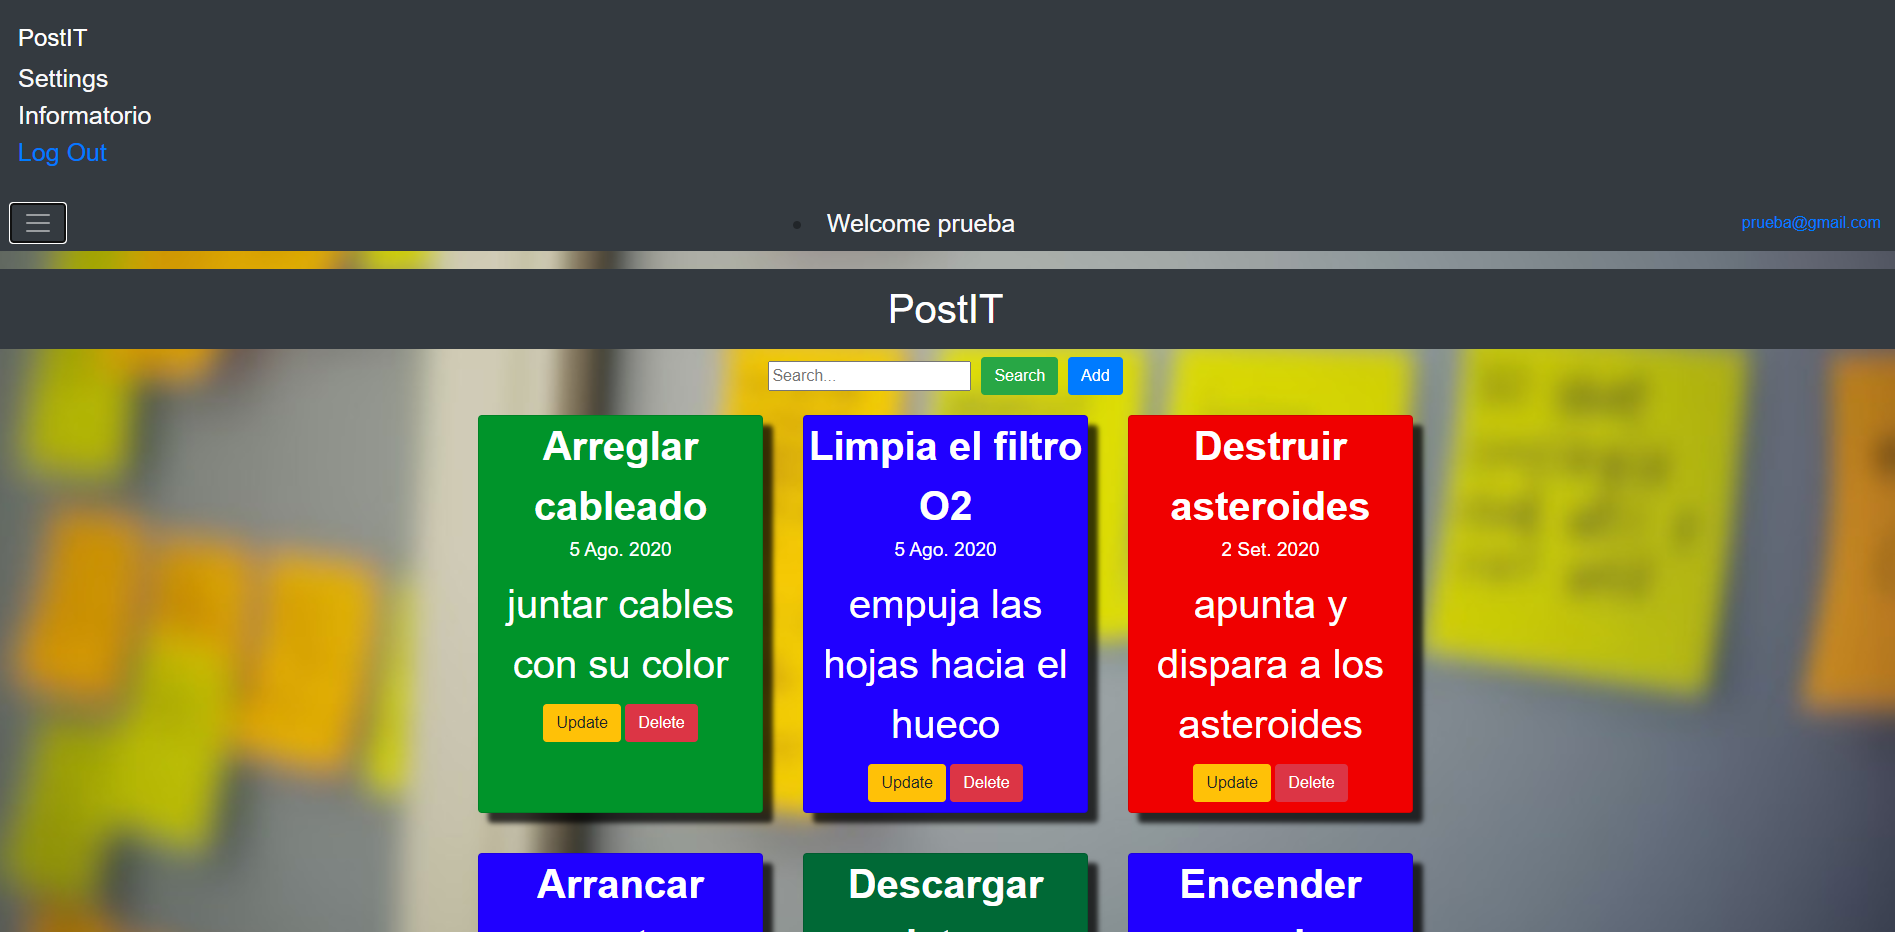 PostIT
Settings
Informatorio
Log Out
Welcome prueba
prueba@gmail.com
PostIT
Search...
Search
Add
Arreglar
cableado
5 Ago. 2020
juntar cables
con su color
Update
Delete
Limpia el filtro
O2
5 Ago. 2020
empuja las
hojas hacia el
hueco
Update
Delete
Destruir
asteroides
2 Set. 2020
apunta y
dispara a los
asteroides
Update
Delete
Arrancar
Descargar
Encender